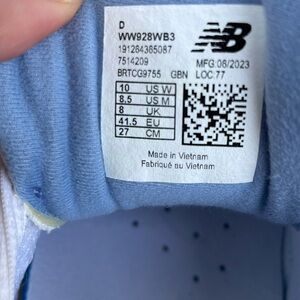 D
WW928WB3
191264365087
7514209
BRTCG9755 GBN LOC.77
NB
MFG.06/2023
10 US W
8.5 US M
8 UK
41.5 EU
27 CM
Made in Vietnam
Fabriqué au Vietnam